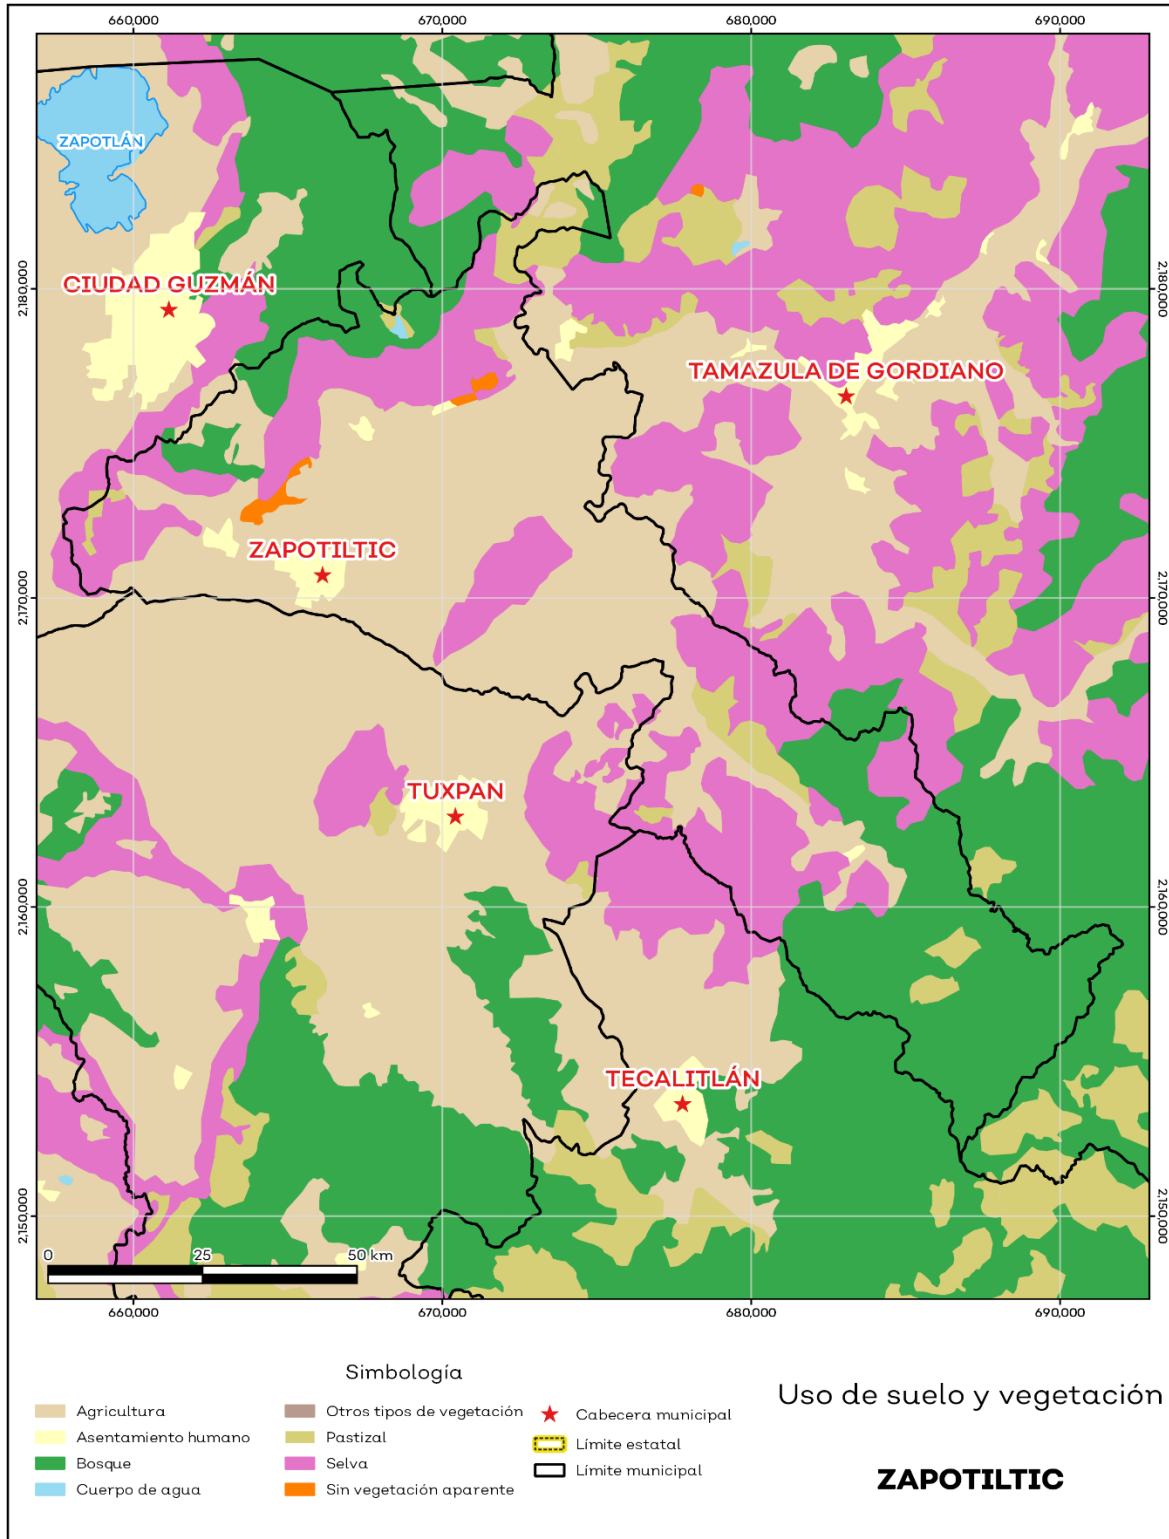 660,000 670,000 680,000 690,000
ZAPOTLÁN
CIUDAD GUZMÁN
2,180,000 2,180,000
TAMAZULA DE GORDIANO
ZAPOTILTIC
2,170,000 2,170,000
TUXPAN
2,160,000 2,160,000
TECALITLÁN
2,150,000 2,150,000
0 25 50 km
660,000 670,000 680,000 690,000
Simbología
Agricultura
Asentamiento humano
Bosque
Cuerpo de agua
Otros tipos de vegetación
Pastizal
Selva
Sin vegetación aparente
Cabecera municipal
Límite estatal
Límite municipal
Uso de suelo y vegetación
ZAPOTILTIC